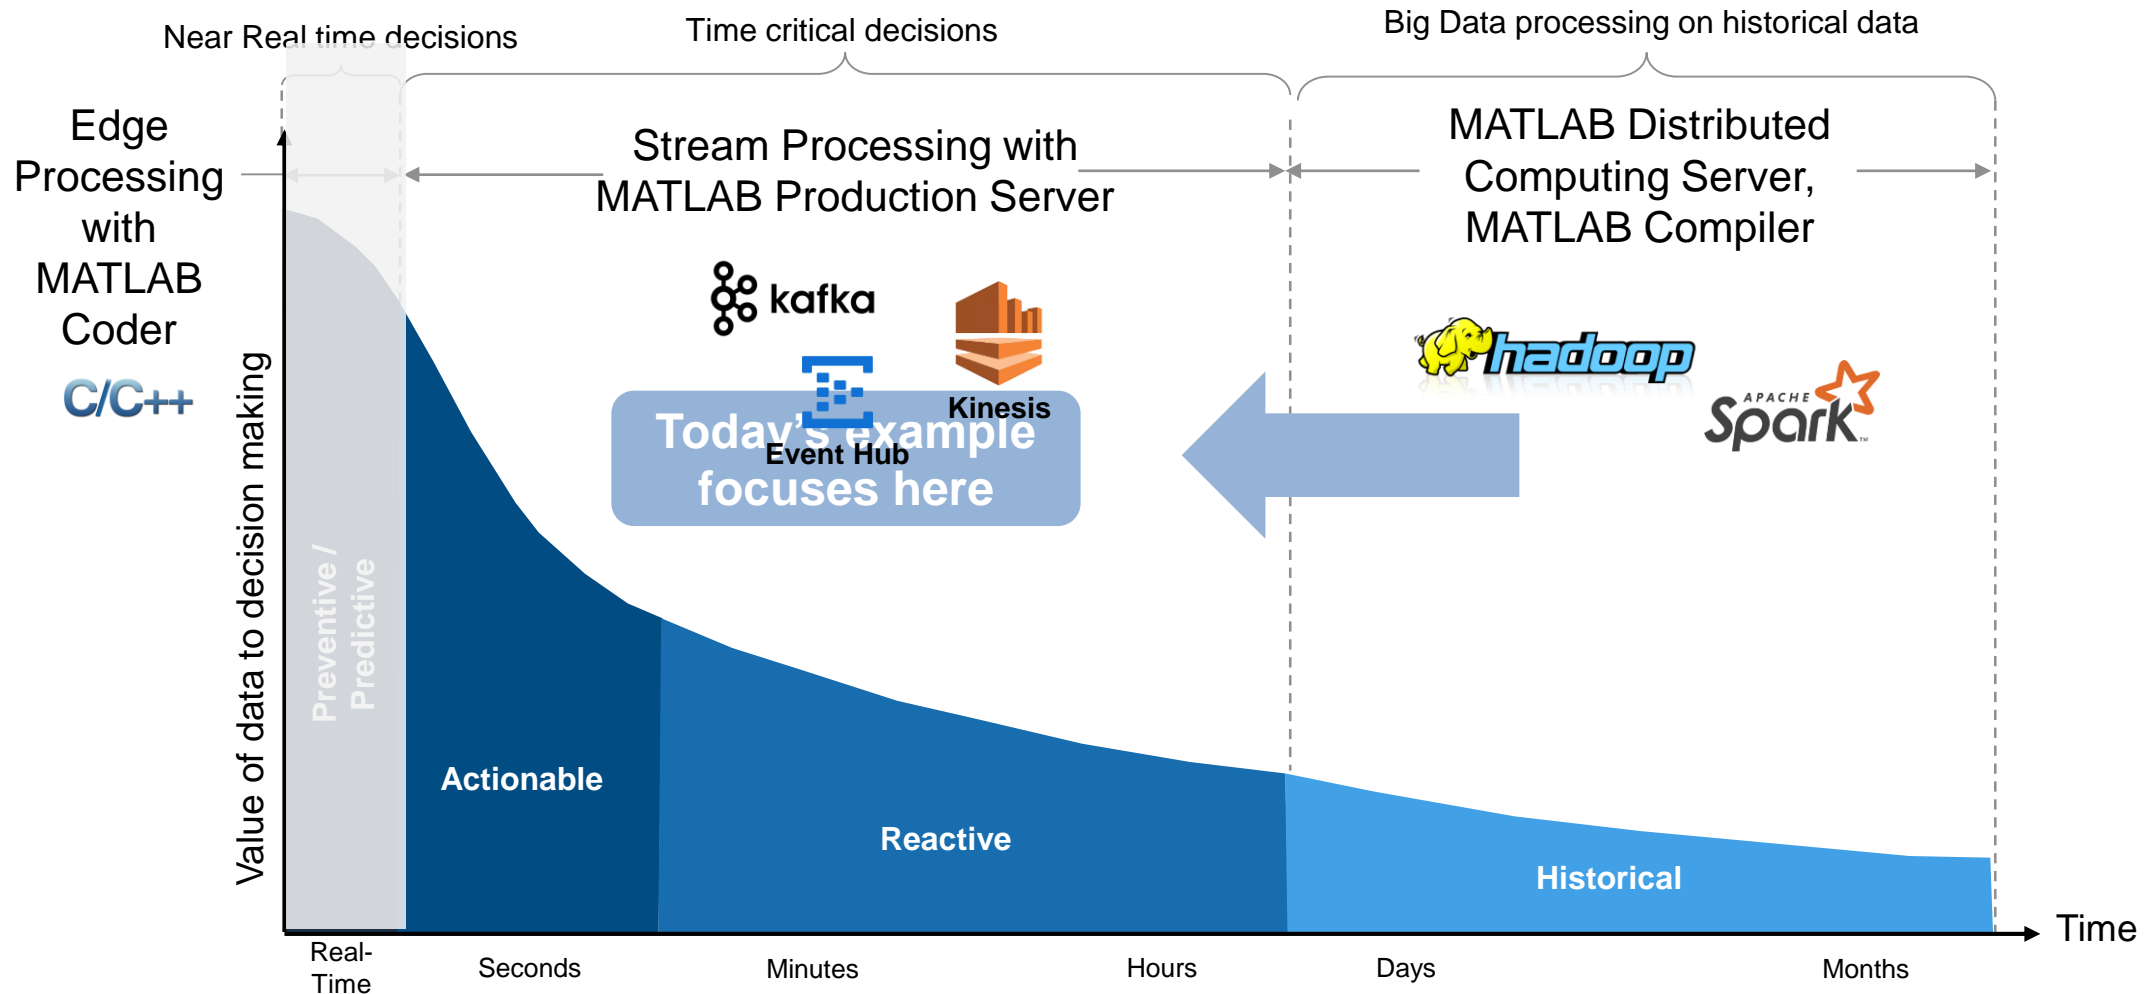 Near Real time decisions
Time critical decisions
Big Data processing on historical data
Edge
Processing
with
MATLAB
Coder
C/C++
Stream Processing with
MATLAB Production Server
MATLAB Distributed
Computing Server,
MATLAB Compiler
kafka
Kinesis
Event Hub
Today's example
focuses here
hadoop
APACHE
Spark
TM
Value of data to decision making
Preventive /
Predictive
Actionable
Reactive
Historical
Time
Real-
Time
Seconds
Minutes
Hours
Days
Months